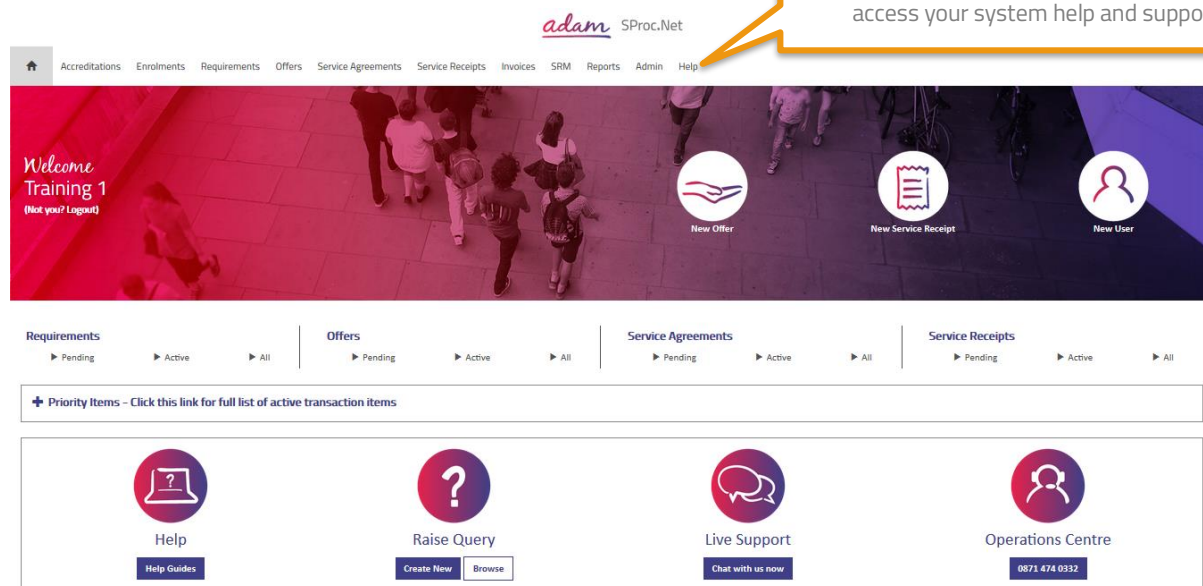 access your system help and suppo
adam SProc.Net
Accreditations Enrolments Requirements Offers Service Agreements Service Receipts Invoices SRM Reports Admin Help
Welcome
Training 1
(Not you? Logout)
New Offer New Service Receipt New User
Requirements Offers Service Agreements Service Receipts
Pending Active All Pending Active All Pending Active All Pending Active All
+ Priority Items – Click this link for full list of active transaction items
Help Raise Query Live Support Operations Centre
Help Guides Create New Browse Chat with us now 0871 474 0332